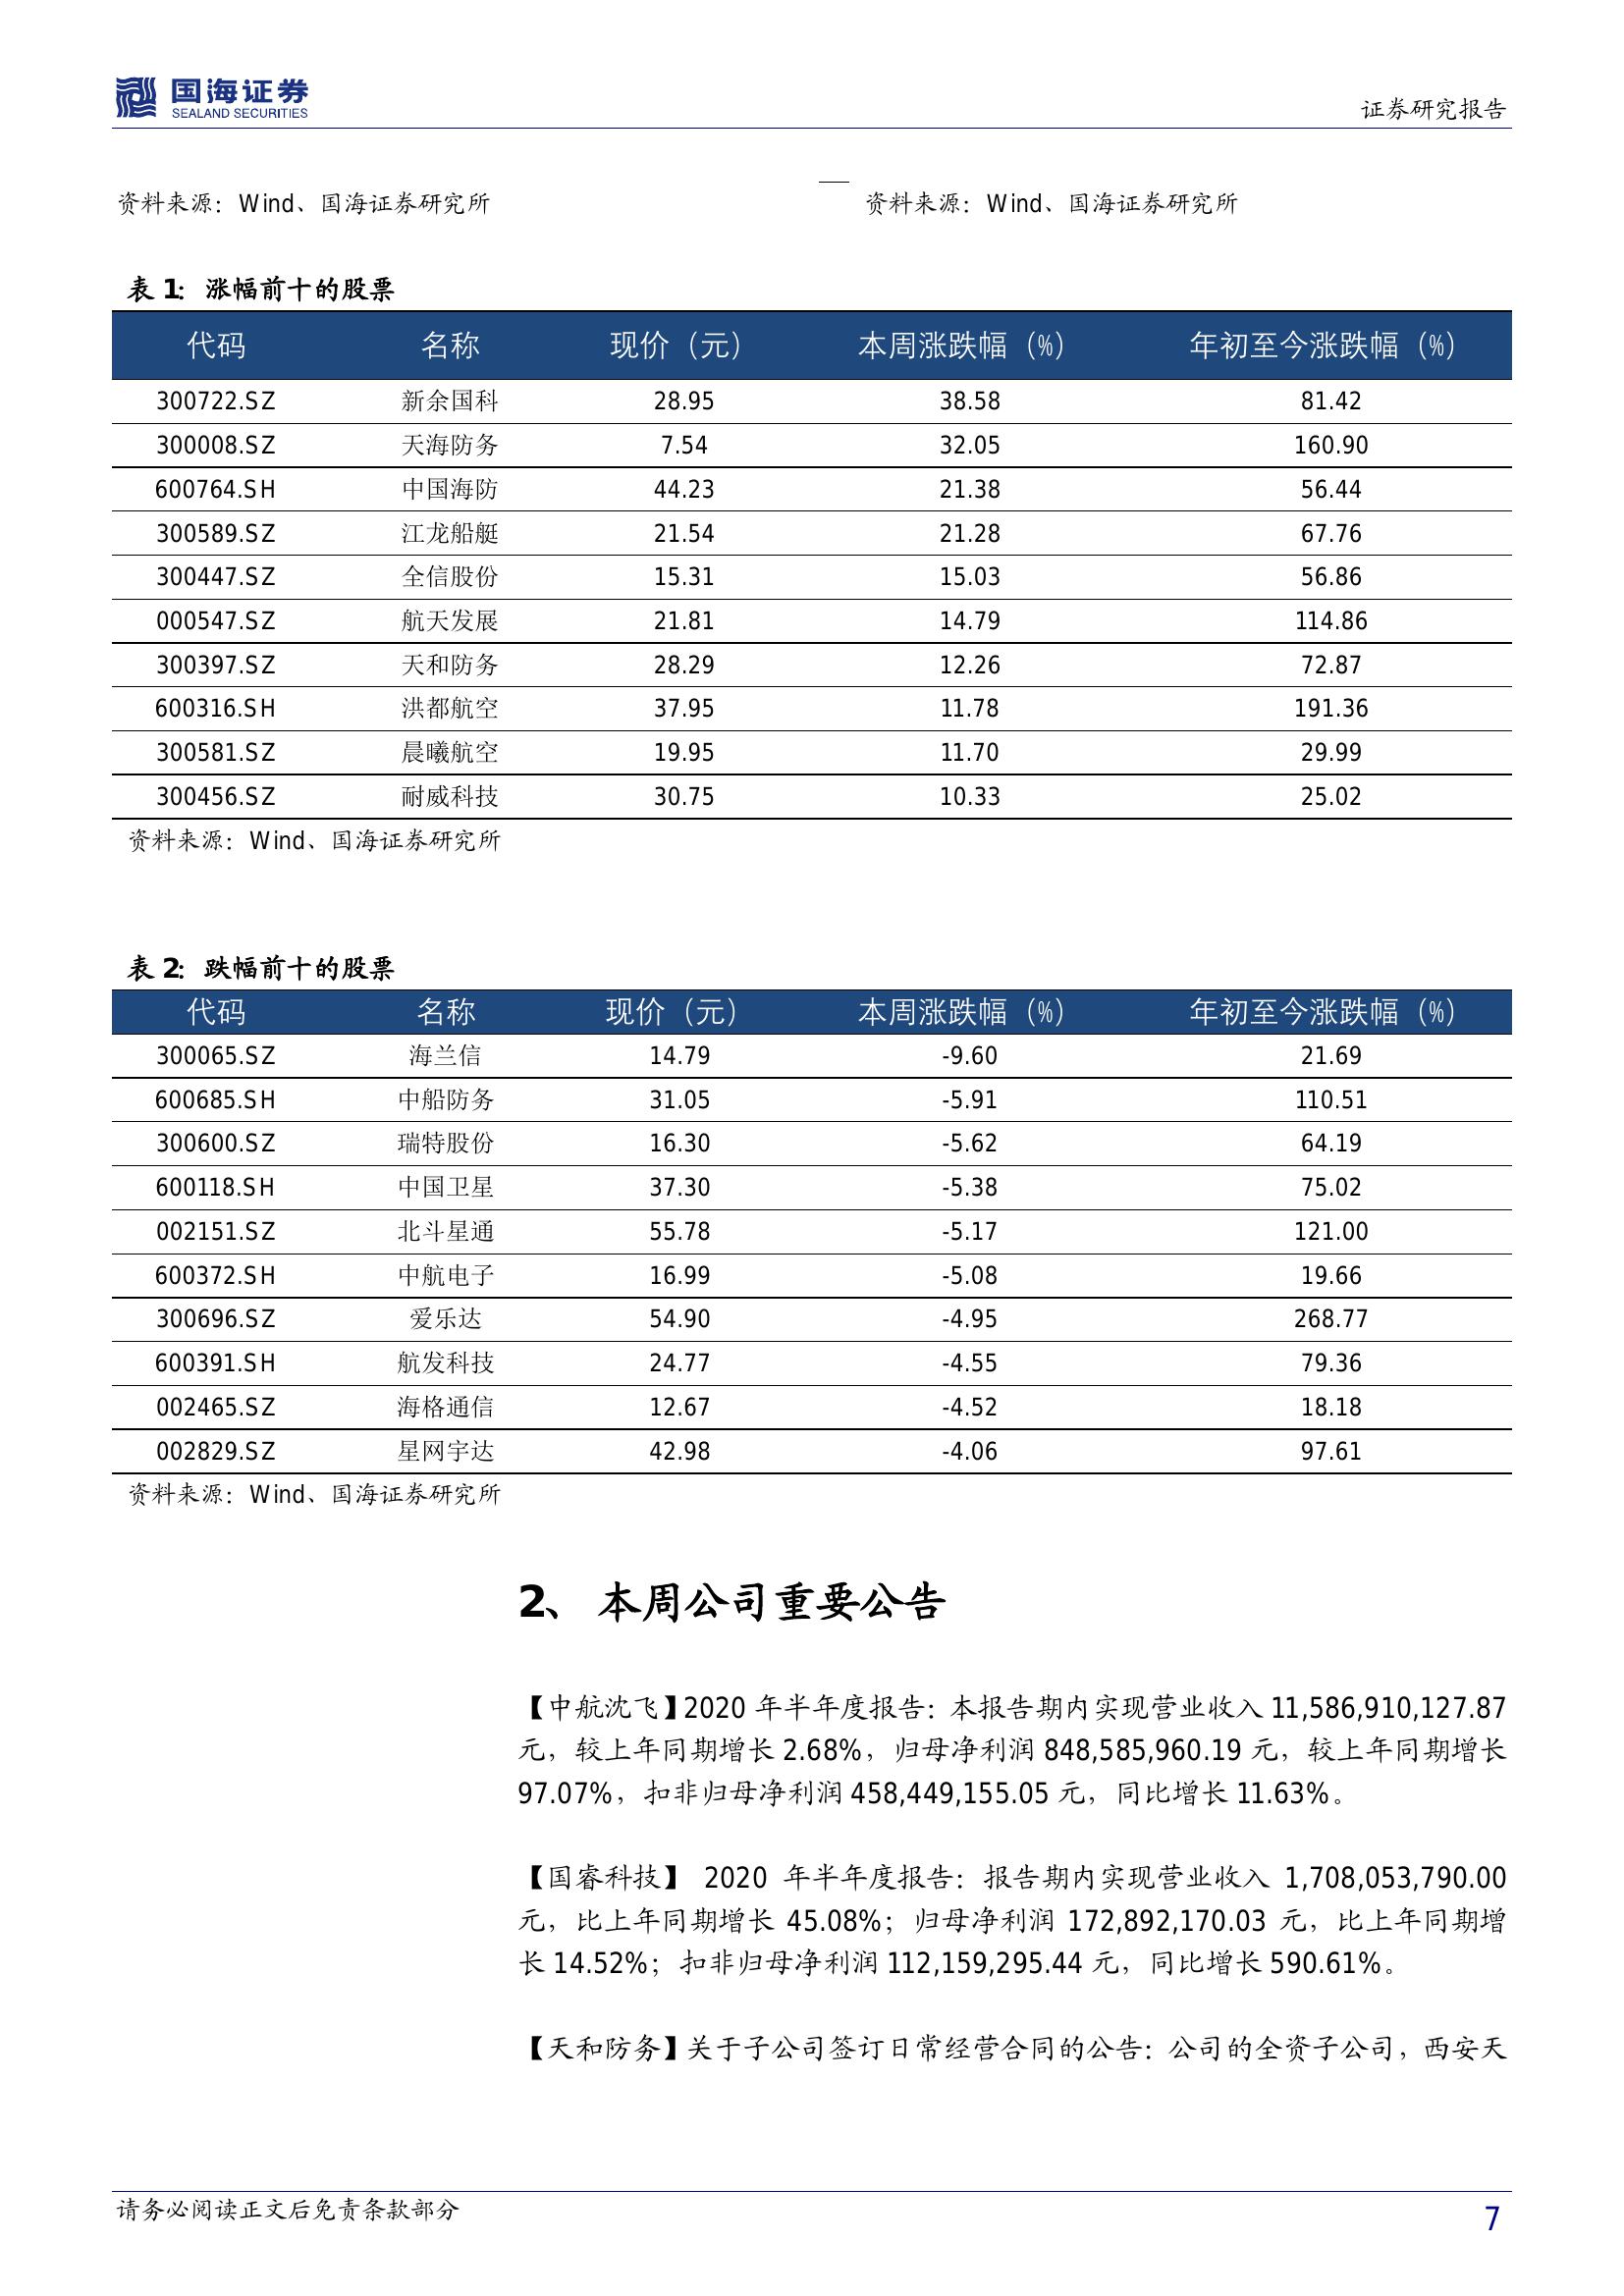 国海证券
SEALAND SECURITIES
证券研究报告
资料来源：Wind、国海证券研究所 资料来源：Wind、国海证券研究所
表 1：涨幅前十的股票
代码 名称 现价（元） 本周涨跌幅（%） 年初至今涨跌幅（%）
300722.SZ 新余国科 28.95 38.58 81.42
300008.SZ 天海防务 7.54 32.05 160.90
600764.SH 中国海防 44.23 21.38 56.44
300589.SZ 江龙船艇 21.54 21.28 67.76
300447.SZ 全信股份 15.31 15.03 56.86
000547.SZ 航天发展 21.81 14.79 114.86
300397.SZ 天和防务 28.29 12.26 72.87
600316.SH 洪都航空 37.95 11.78 191.36
300581.SZ 晨曦航空 19.95 11.70 29.99
300456.SZ 耐威科技 30.75 10.33 25.02
资料来源：Wind、国海证券研究所
表 2：跌幅前十的股票
代码 名称 现价（元） 本周涨跌幅（%） 年初至今涨跌幅（%）
300065.SZ 海兰信 14.79 -9.60 21.69
600685.SH 中船防务 31.05 -5.91 110.51
300600.SZ 瑞特股份 16.30 -5.62 64.19
600118.SH 中国卫星 37.30 -5.38 75.02
002151.SZ 北斗星通 55.78 -5.17 121.00
600372.SH 中航电子 16.99 -5.08 19.66
300696.SZ 爱乐达 54.90 -4.95 268.77
600391.SH 航发科技 24.77 -4.55 79.36
002465.SZ 海格通信 12.67 -4.52 18.18
002829.SZ 星网宇达 42.98 -4.06 97.61
资料来源：Wind、国海证券研究所
2、 本周公司重要公告
【中航沈飞】2020 年半年度报告：本报告期内实现营业收入 11,586,910,127.87
元，较上年同期增长 2.68%，归母净利润 848,585,960.19 元，较上年同期增长
97.07%，扣非归母净利润 458,449,155.05 元，同比增长 11.63%。
【国睿科技】 2020 年半年度报告：报告期内实现营业收入 1,708,053,790.00
元，比上年同期增长 45.08%；归母净利润 172,892,170.03 元，比上年同期增
长 14.52%；扣非归母净利润 112,159,295.44 元，同比增长 590.61%。
【天和防务】关于子公司签订日常经营合同的公告：公司的全资子公司，西安天
请务必阅读正文后免责条款部分
7